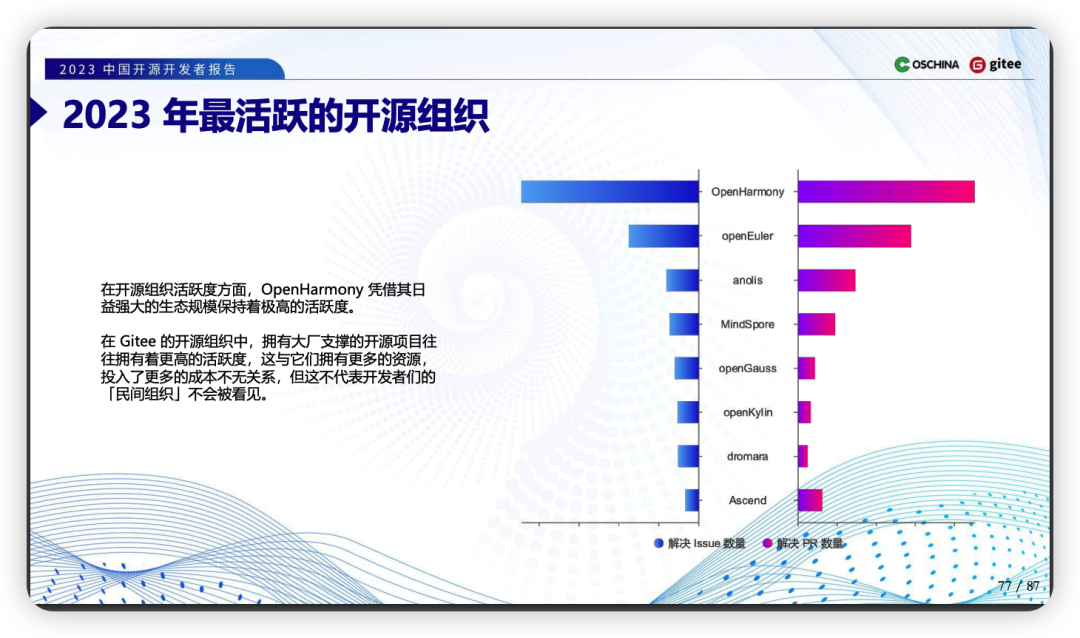 2023 中国开源开发者报告
OSCHINA gitee
2023 年最活跃的开源组织
在开源组织活跃度方面，OpenHarmony 凭借其日
益强大的生态规模保持着极高的活跃度。
在 Gitee 的开源组织中，拥有大厂支撑的开源项目往
往拥有着更高的活跃度，这与它们拥有更多的资源，
投入了更多的成本不无关系，但这不代表开发者们的
「民间组织」不会被看见。
OpenHarmony
openEuler
anolis
MindSpore
openGauss
openKylin
dromara
Ascend
解决 Issue 数量 解决 PR 数量
77 / 87